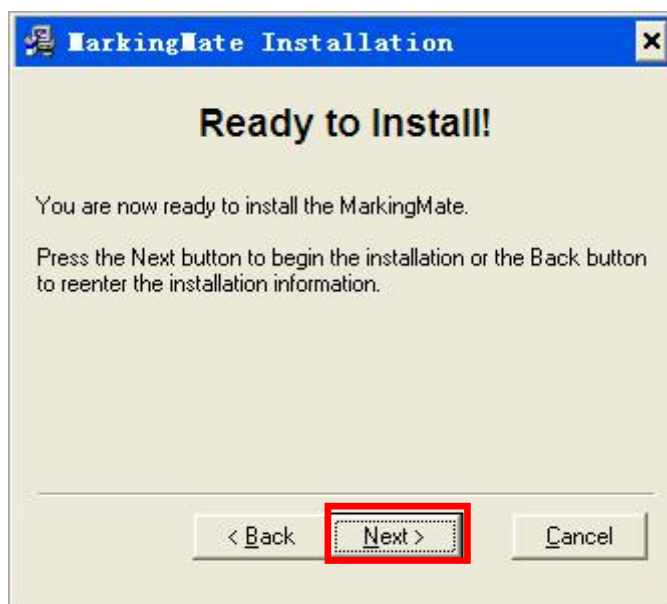 MarkingMate Installation
Ready to Install!
You are now ready to install the MarkingMate.
Press the Next button to begin the installation or the Back button
to reenter the installation information.
< Back Next > Cancel